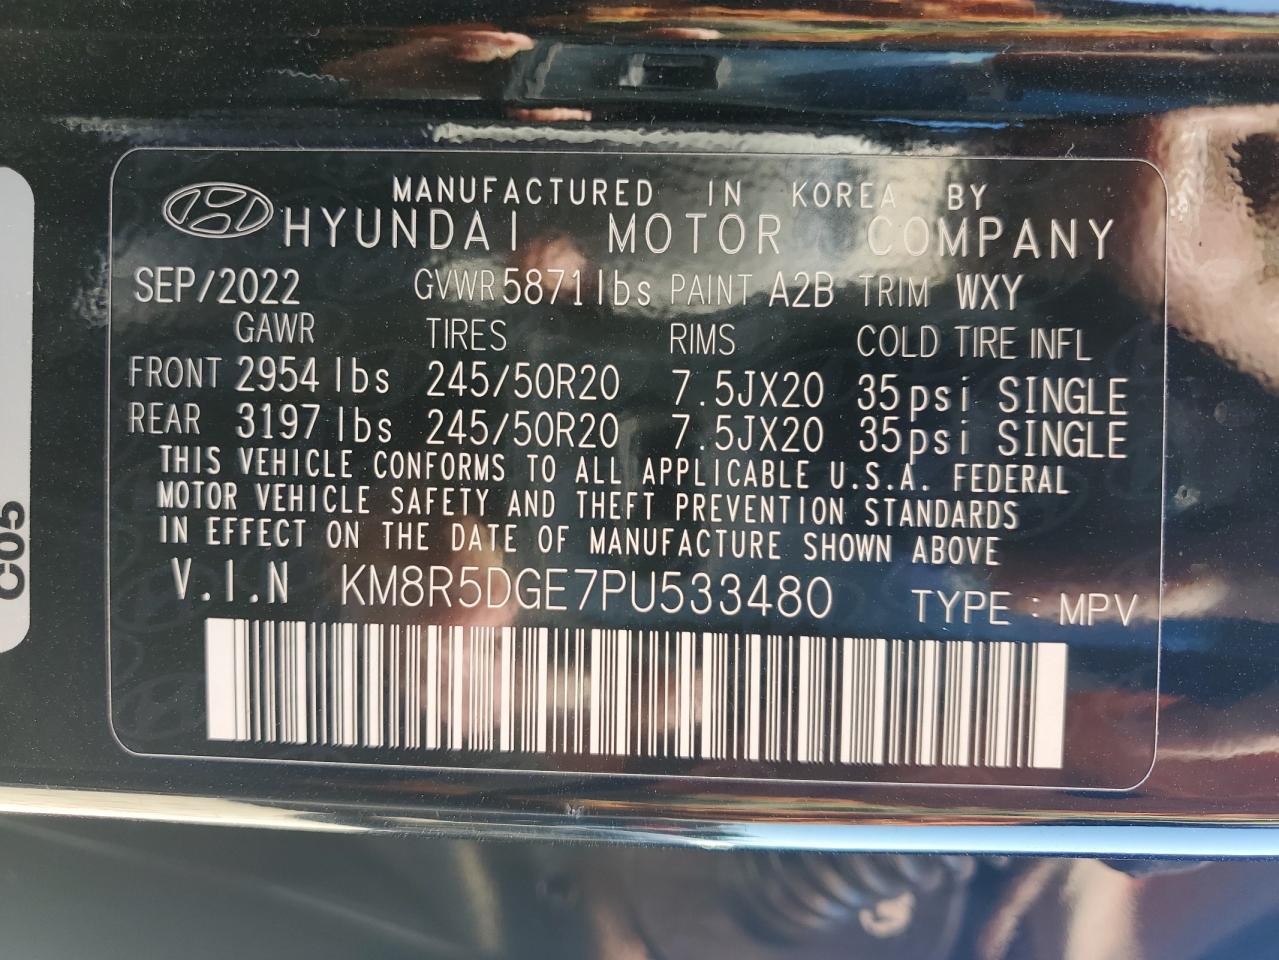 MANUFACTURED IN KOREA BY
HYUNDAI MOTOR COMPANY
SEP/2022 GVWR 5871lbs PAINT A2B TRIM WXY
GAWR TIRES RIMS COLD TIRE INFL
FRONT 2954 lbs 245/50R20 7.5JX20 35psi SINGLE
REAR 3197 lbs 245/50R20 7.5JX20 35psi SINGLE
THIS VEHICLE CONFORMS TO ALL APPLICABLE U.S.A. FEDERAL
MOTOR VEHICLE SAFETY AND THEFT PREVENTION STANDARDS
IN EFFECT ON THE DATE OF MANUFACTURE SHOWN ABOVE
V.I.N KM8R5DGE7PU533480 TYPE : MPV
C05